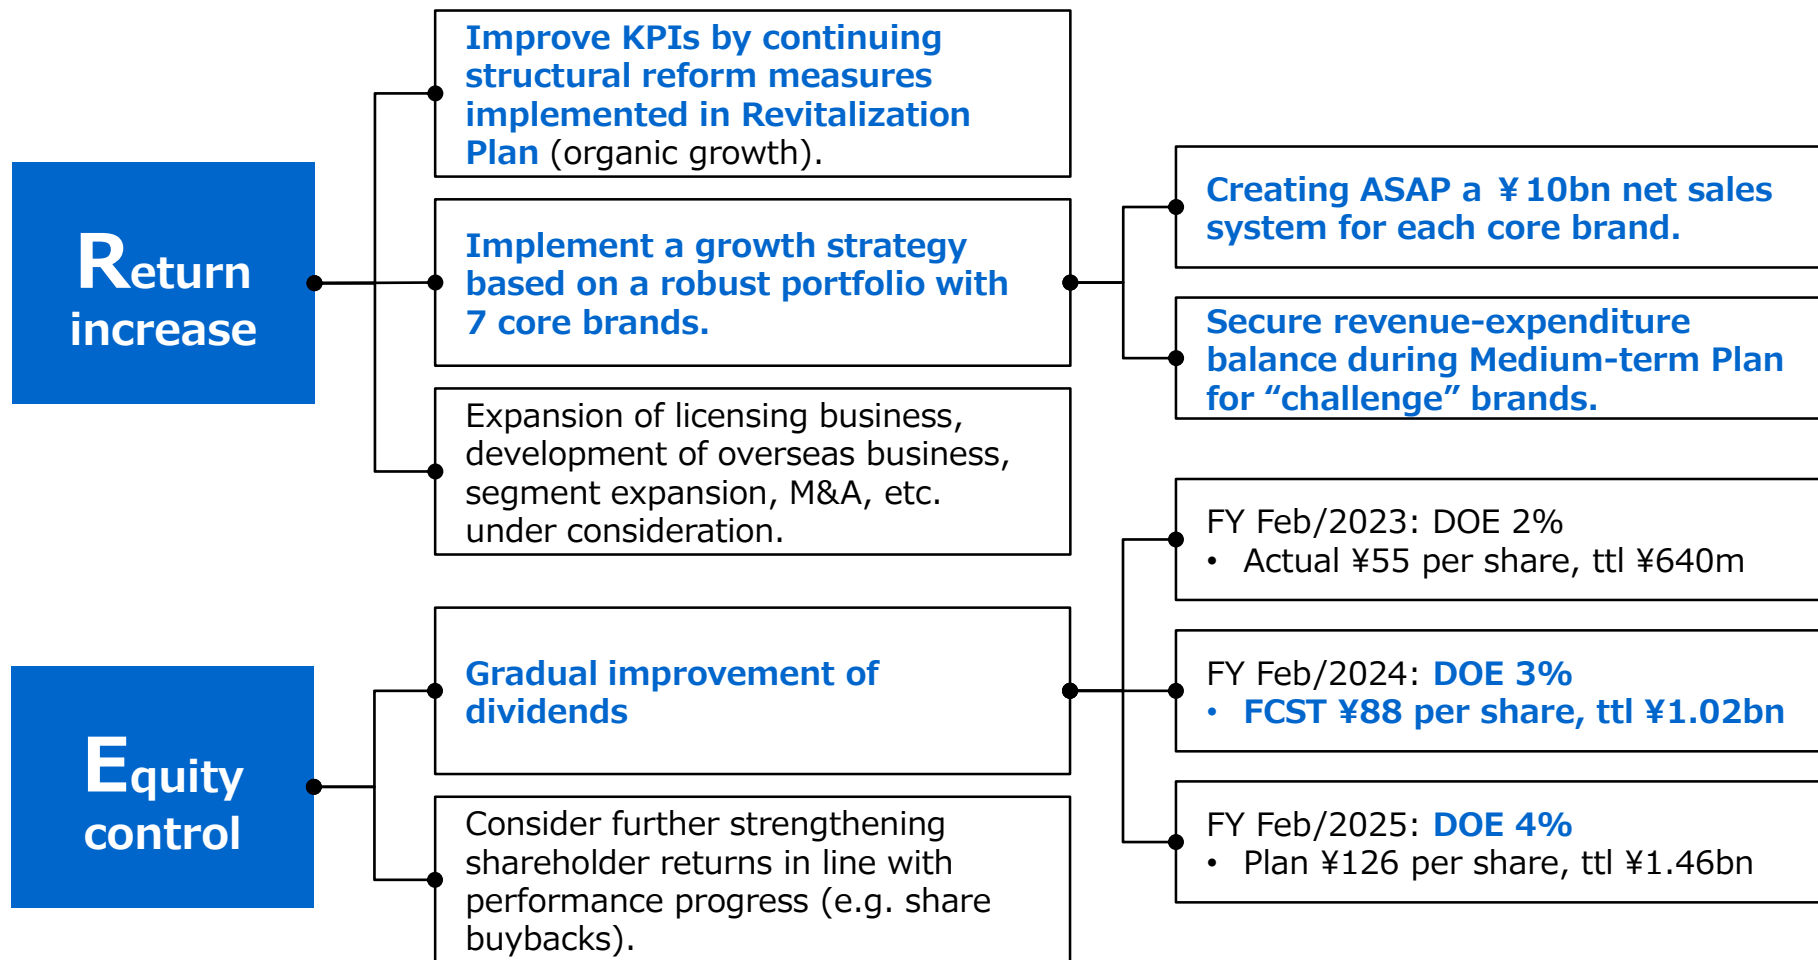 Return
increase
Improve KPIs by continuing
structural reform measures
implemented in Revitalization
Plan (organic growth).
Implement a growth strategy
based on a robust portfolio with
7 core brands.
Creating ASAP a ¥10bn net sales
system for each core brand.
Secure revenue-expenditure
balance during Medium-term Plan
for “challenge” brands.
Expansion of licensing business,
development of overseas business,
segment expansion, M&A, etc.
under consideration.
Equity
control
Gradual improvement of
dividends
FY Feb/2023: DOE 2%
• Actual ¥55 per share, ttl ¥640m
FY Feb/2024: DOE 3%
• FCST ¥88 per share, ttl ¥1.02bn
FY Feb/2025: DOE 4%
• Plan ¥126 per share, ttl ¥1.46bn
Consider further strengthening
shareholder returns in line with
performance progress (e.g. share
buybacks).